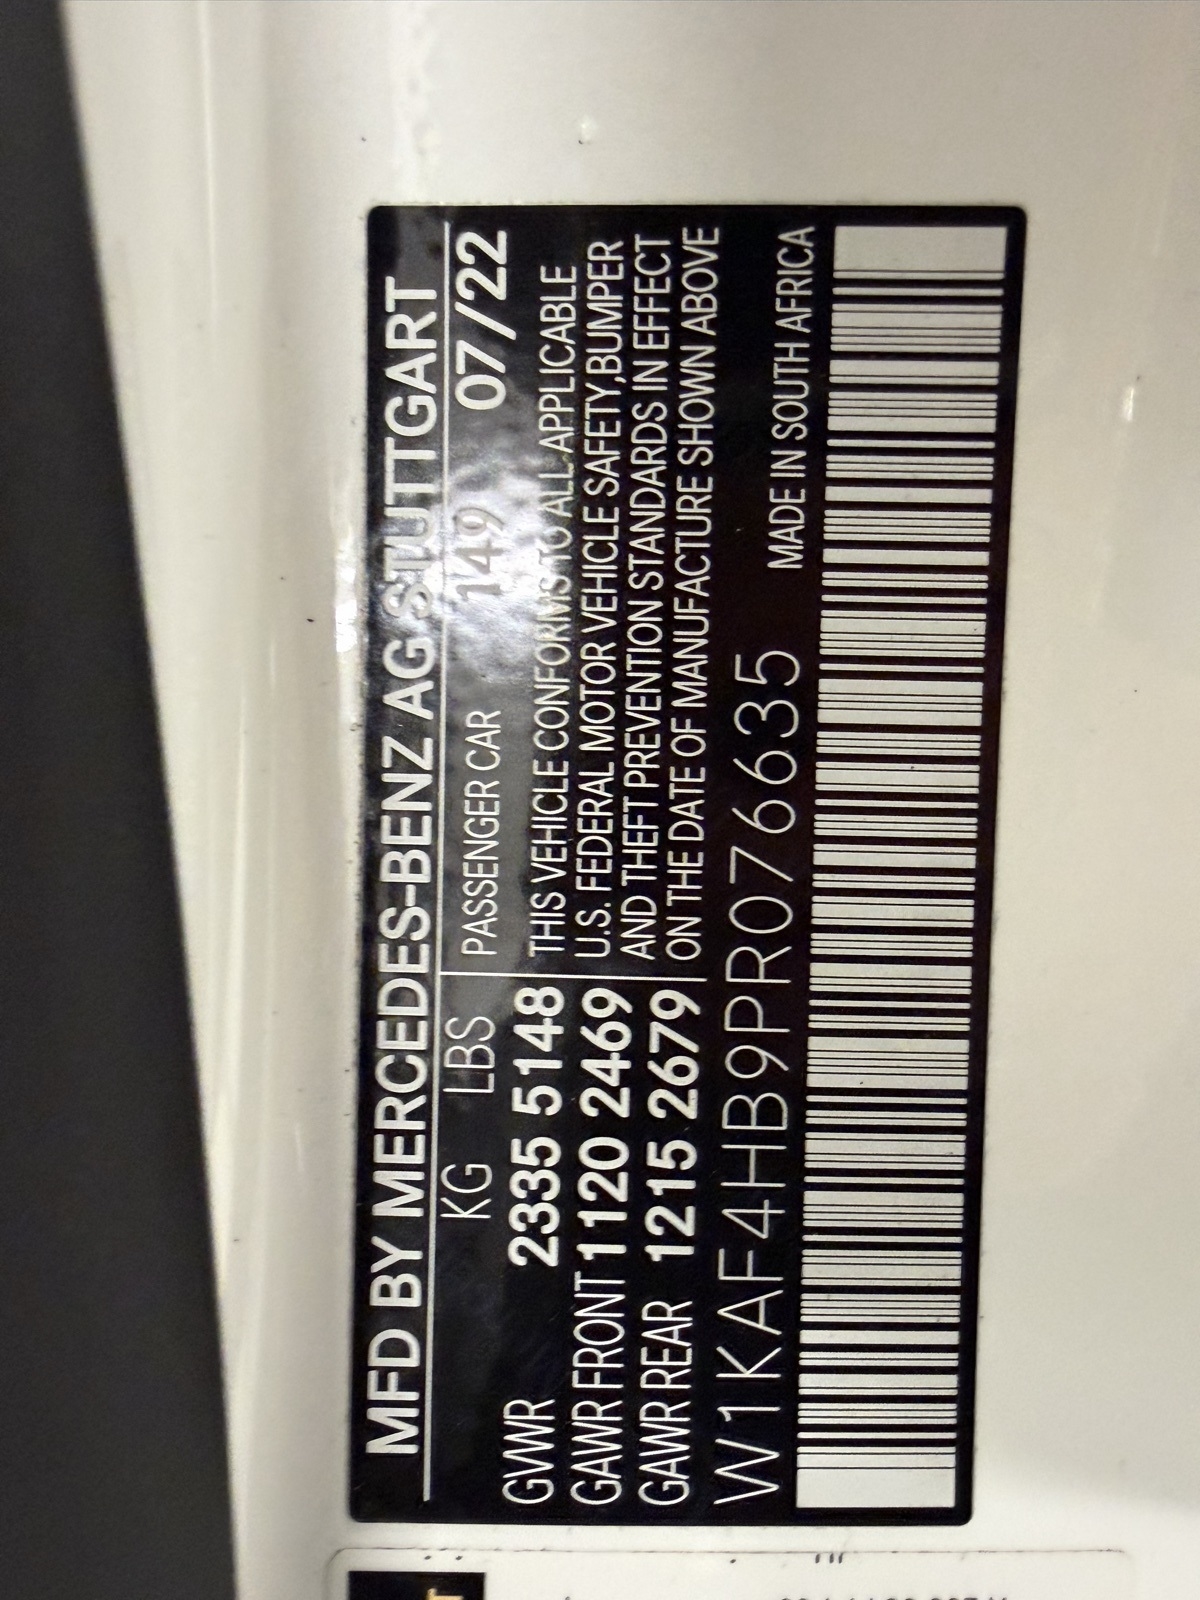 MFD BY MERCEDES-BENZ AG STUTTGART
KG LBS PASSENGER CAR 149 07/22
GVWR 2335 5148 THIS VEHICLE CONFORMS TO ALL APPLICABLE
GAWR FRONT 1120 2469 U.S. FEDERAL MOTOR VEHICLE SAFETY,BUMPER
GAWR REAR 1215 2679 AND THEFT PREVENTION STANDARDS IN EFFECT
ON THE DATE OF MANUFACTURE SHOWN ABOVE
W1KAF4HB9PR076635 MADE IN SOUTH AFRICA